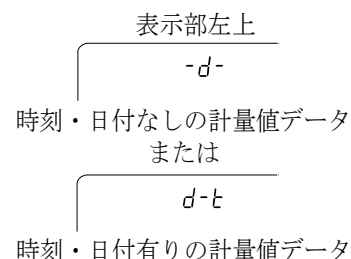 表示部左上
-d-
時刻・日付なしの計量値データ
または
d-t
時刻・日付有りの計量値データ